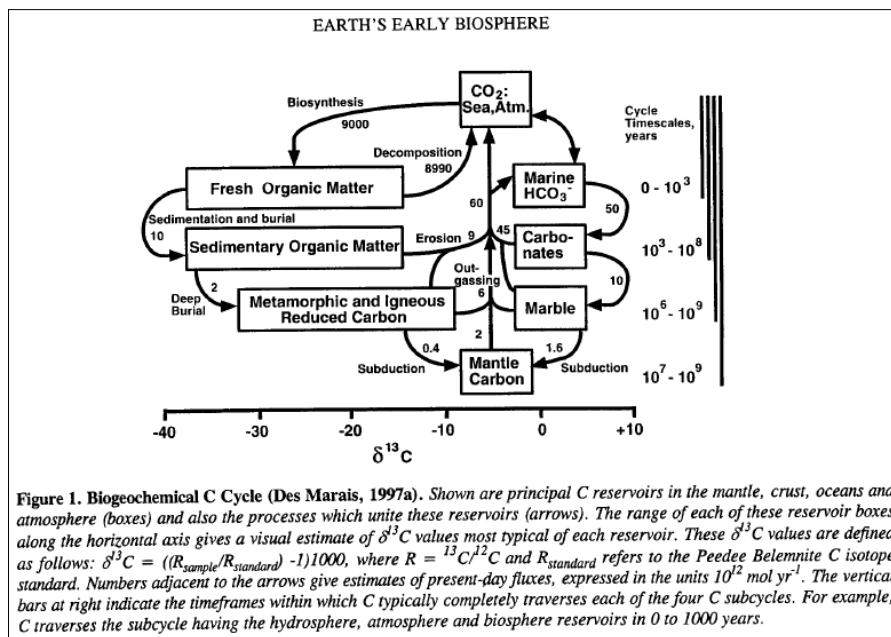 EARTH'S EARLY BIOSPHERE
CO2:
Sea,Atm.
Biosynthesis
9000
Cycle
Timescales,
years
Decomposition
8990
Fresh Organic Matter
Marine
HCO3-
0 - 10^3
60
50
Sedimentation and burial
10
Sedimentary Organic Matter
Erosion
9
45
Carbo-
nates
10^3 - 10^8
2
Deep
Burial
Metamorphic and Igneous
Reduced Carbon
Out-
gassing
6
10
Marble
10^6 - 10^9
0.4
2
1.6
Subduction
Mantle
Carbon
Subduction
10^7 - 10^9
-40
-30
-20
-10
0
+10
δ13C
Figure 1. Biogeochemical C Cycle (Des Marais, 1997a). Shown are principal C reservoirs in the mantle, crust, oceans and
atmosphere (boxes) and also the processes which unite these reservoirs (arrows). The range of each of these reservoir boxes
along the horizontal axis gives a visual estimate of δ13C values most typical of each reservoir. These δ13C values are defined
as follows: δ13C = ((Rsample/Rstandard) -1)1000, where R = 13C/12C and Rstandard refers to the Peedee Belemnite C isotope
standard. Numbers adjacent to the arrows give estimates of present-day fluxes, expressed in the units 10^12 mol yr-1. The vertical
bars at right indicate the timeframes within which C typically completely traverses each of the four C subcycles. For example,
C traverses the subcycle having the hydrosphere, atmosphere and biosphere reservoirs in 0 to 1000 years.